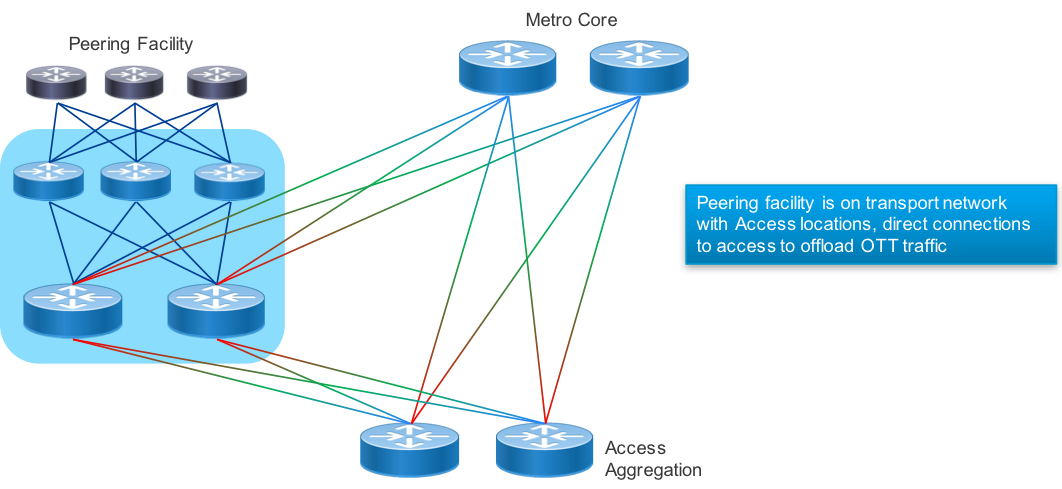 Metro Core
Peering Facility
Peering facility is on transport network
with Access locations, direct connections
to access to offload OTT traffic
Access
Aggregation